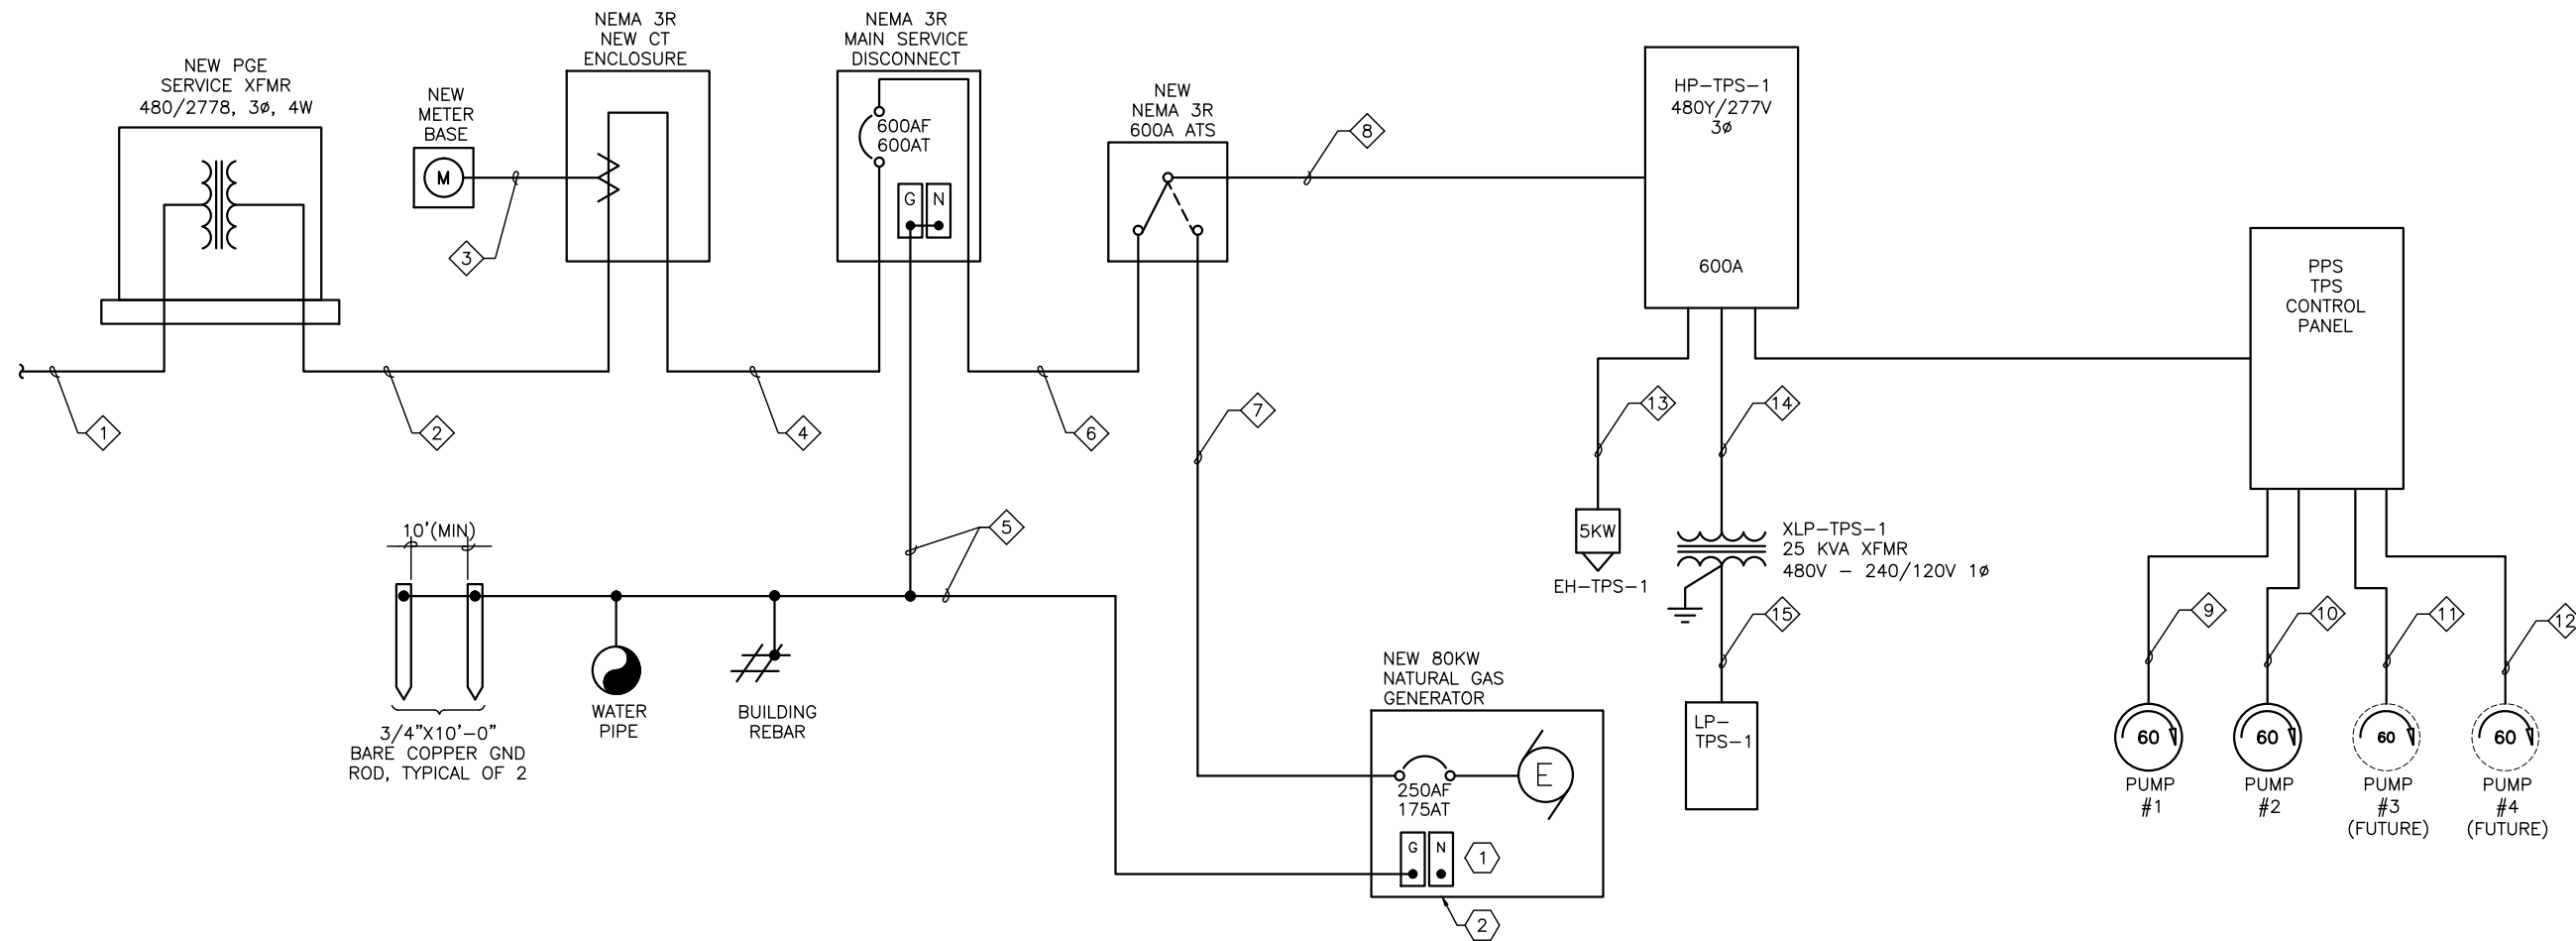 NEW PGE
SERVICE XFMR
480/2778, 3ø, 4W
NEW
METER
BASE
M
NEMA 3R
NEW CT
ENCLOSURE
NEMA 3R
MAIN SERVICE
DISCONNECT
600AF
600AT
G
N
NEW
NEMA 3R
600A ATS
HP-TPS-1
480Y/277V
3ø
600A
PPS
TPS
CONTROL
PANEL
1
2
3
4
5
6
7
8
13
14
15
10'(MIN)
3/4"X10'-0"
BARE COPPER GND
ROD, TYPICAL OF 2
WATER
PIPE
BUILDING
REBAR
5KW
EH-TPS-1
XLP-TPS-1
25 KVA XFMR
480V - 240/120V 1ø
LP-
TPS-1
NEW 80KW
NATURAL GAS
GENERATOR
250AF
175AT
E
G
N
1
2
9
10
11
12
60
PUMP
#1
60
PUMP
#2
60
PUMP
#3
(FUTURE)
60
PUMP
#4
(FUTURE)